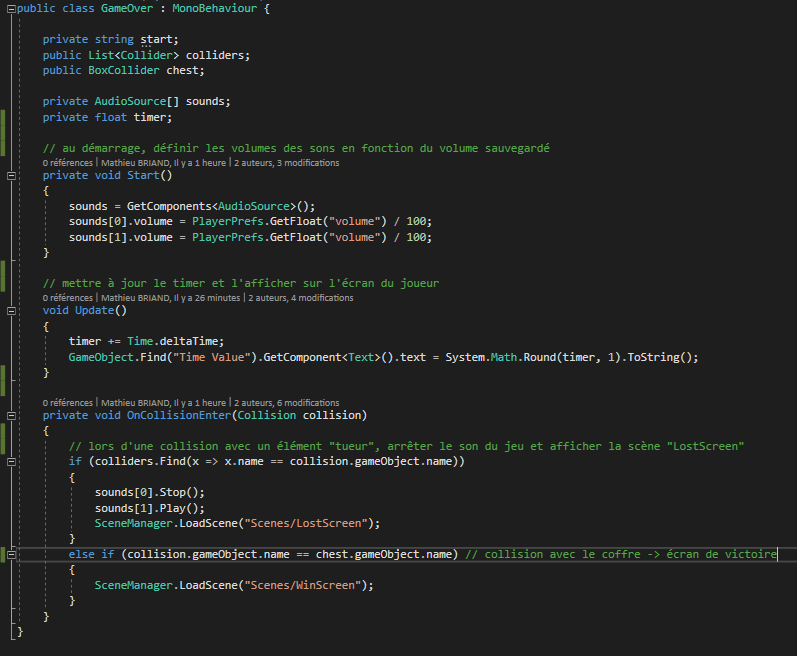 public class GameOver : MonoBehaviour {
private string start;
public List<Collider> colliders;
public BoxCollider chest;
private AudioSource[] sounds;
private float timer;
// au démarrage, définir les volumes des sons en fonction du volume sauvegardé
0 références | Mathieu BRIAND, Il y a 1 heure | 2 auteurs, 3 modifications
private void Start()
{
sounds = GetComponents<AudioSource>();
sounds[0].volume = PlayerPrefs.GetFloat("volume") / 100;
sounds[1].volume = PlayerPrefs.GetFloat("volume") / 100;
}
// mettre à jour le timer et l'afficher sur l'écran du joueur
0 références | Mathieu BRIAND, Il y a 26 minutes | 2 auteurs, 4 modifications
void Update()
{
timer += Time.deltaTime;
GameObject.Find("Time Value").GetComponent<Text>().text = System.Math.Round(timer, 1).ToString();
}
0 références | Mathieu BRIAND, Il y a 1 heure | 2 auteurs, 6 modifications
private void OnCollisionEnter(Collision collision)
{
// lors d'une collision avec un élément "tueur", arrêter le son du jeu et afficher la scène "LostScreen"
if (colliders.Find(x => x.name == collision.gameObject.name))
{
sounds[0].Stop();
sounds[1].Play();
SceneManager.LoadScene("Scenes/LostScreen");
}
else if (collision.gameObject.name == chest.gameObject.name) // collision avec le coffre -> écran de victoire
{
SceneManager.LoadScene("Scenes/WinScreen");
}
}
}